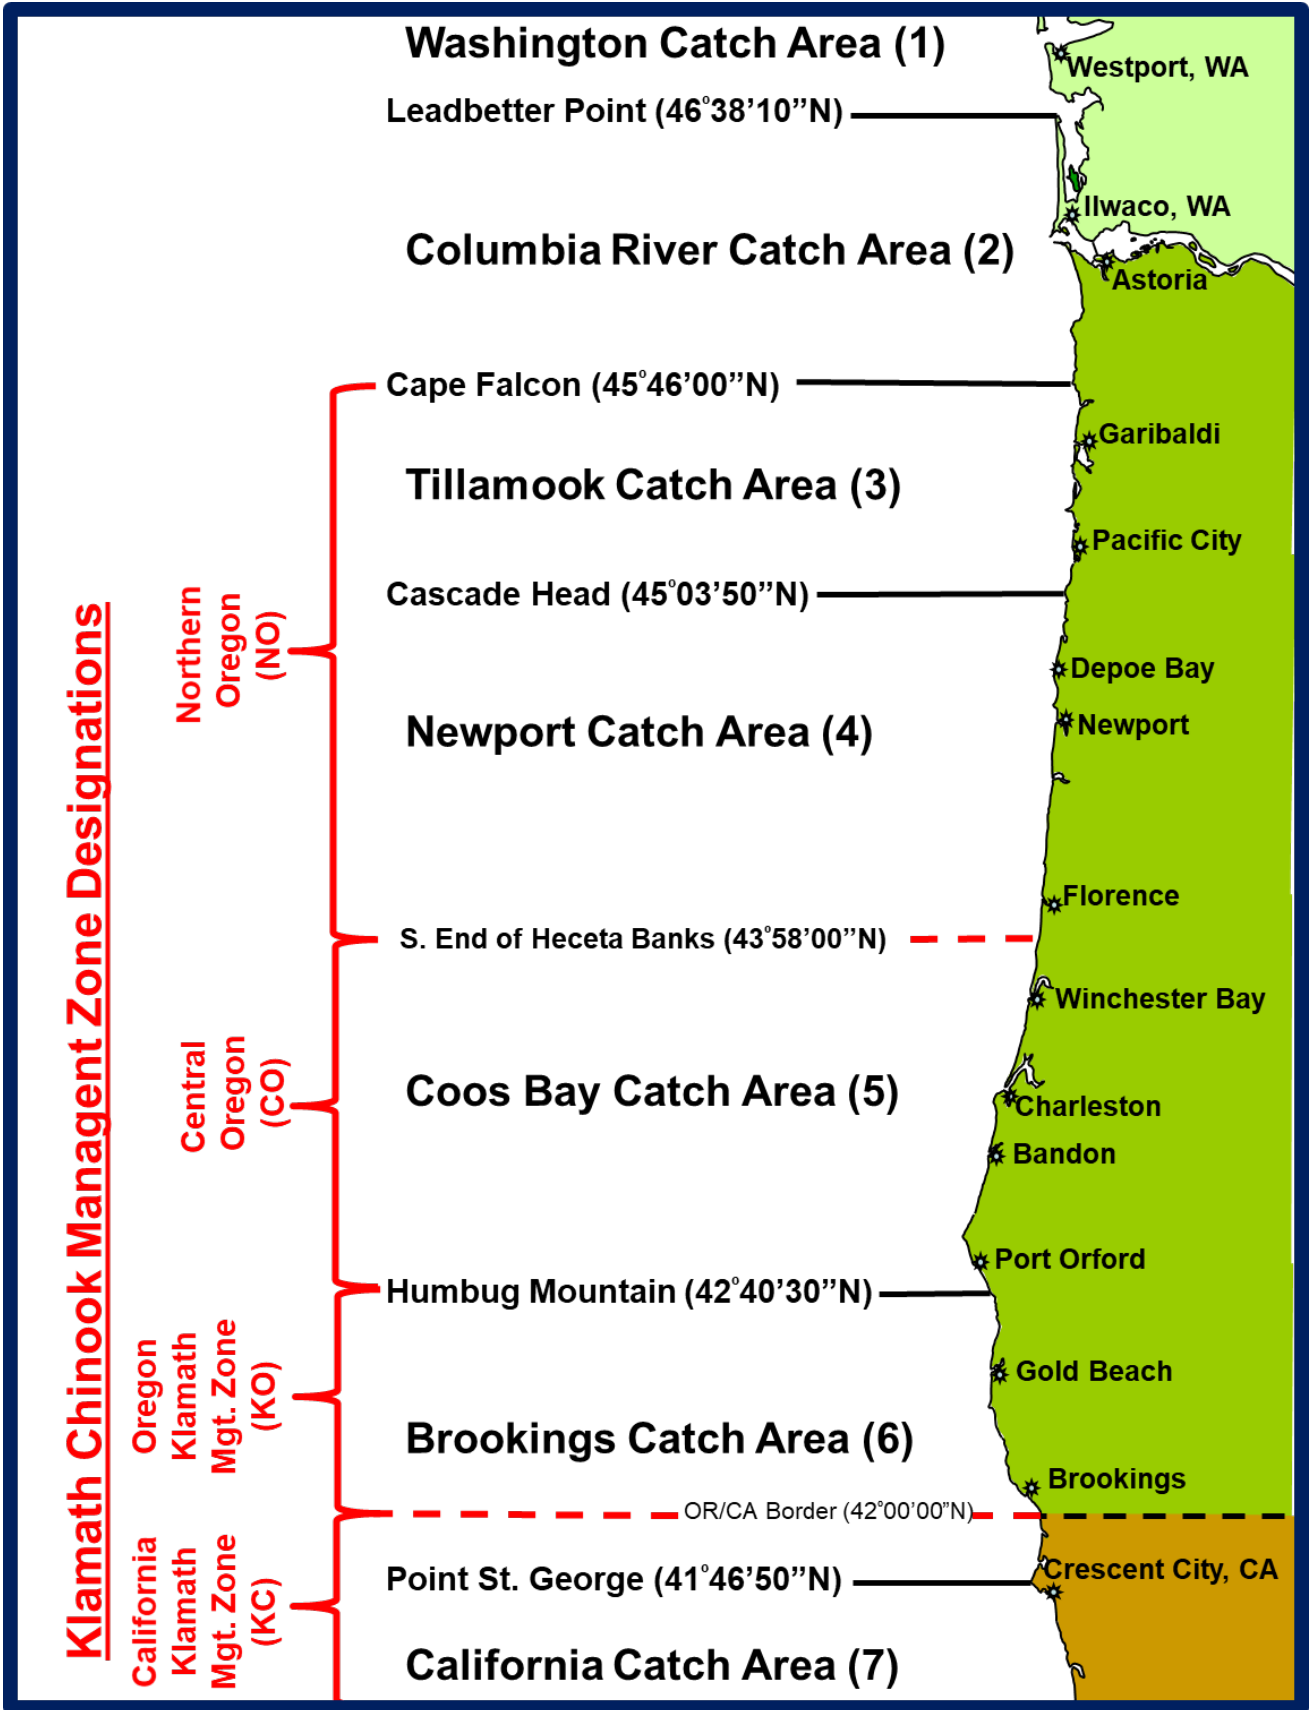 Washington Catch Area (1)
Westport, WA
Leadbetter Point (46°38’10”N)
Ilwaco, WA
Columbia River Catch Area (2)
Astoria
Cape Falcon (45°46’00”N)
Garibaldi
Tillamook Catch Area (3)
Pacific City
Cascade Head (45°03’50”N)
Depoe Bay
Newport Catch Area (4)
Newport
Florence
S. End of Heceta Banks (43°58’00”N)
Winchester Bay
Coos Bay Catch Area (5)
Charleston
Bandon
Port Orford
Humbug Mountain (42°40’30”N)
Gold Beach
Brookings Catch Area (6)
Brookings
OR/CA Border (42°00’00”N)
Point St. George (41°46’50”N)
Crescent City, CA
California Catch Area (7)
Klamath Chinook Managent Zone Designations
Northern
Oregon
(NO)
Central
Oregon
(CO)
Oregon
Klamath
Mgt. Zone
(KO)
California
Klamath
Mgt. Zone
(KC)